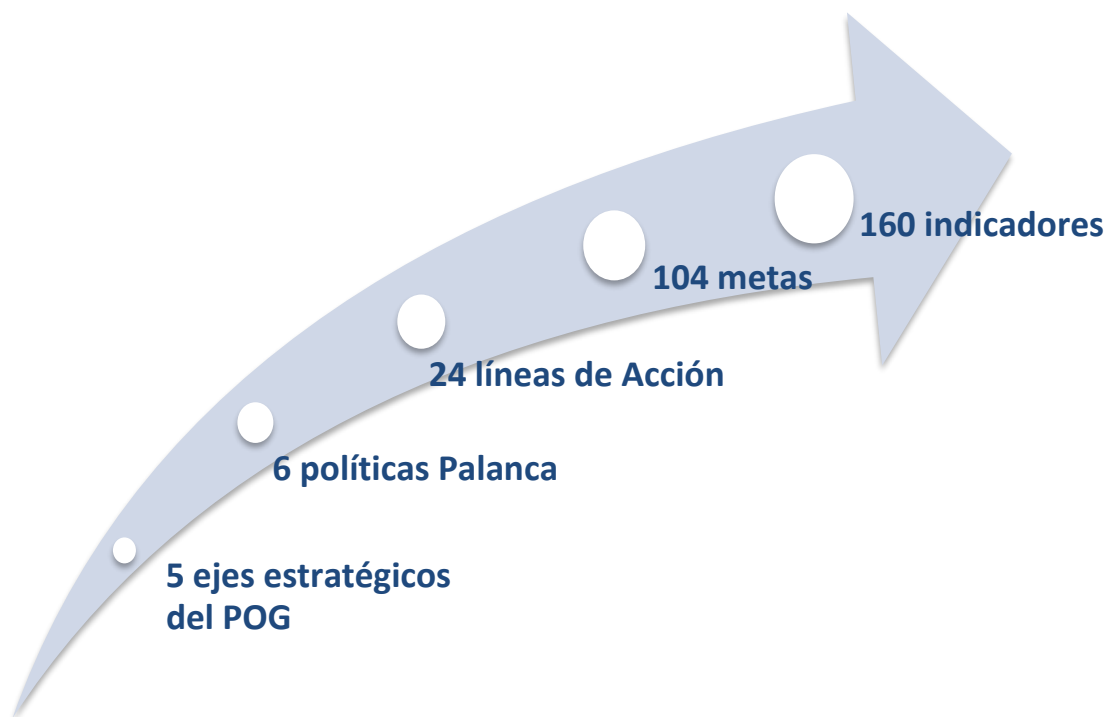 160 indicadores
104 metas
24 líneas de Acción
6 políticas Palanca
5 ejes estratégicos
del POG